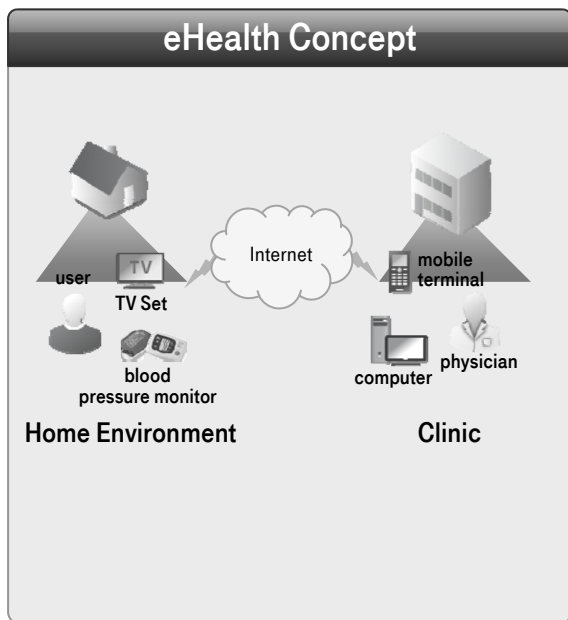 eHealth Concept
Internet
user
TV
TV Set
blood
pressure monitor
Home Environment
mobile
terminal
computer
physician
Clinic